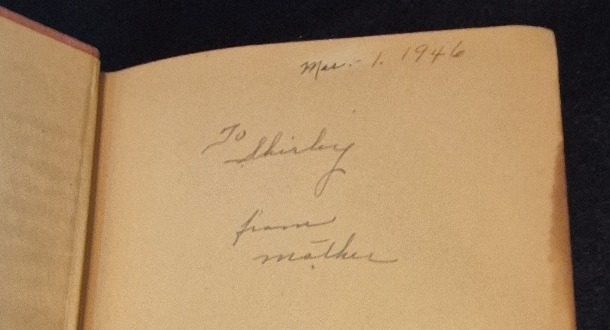 Mar. - 1. 1946
To
Shirley
from
mother